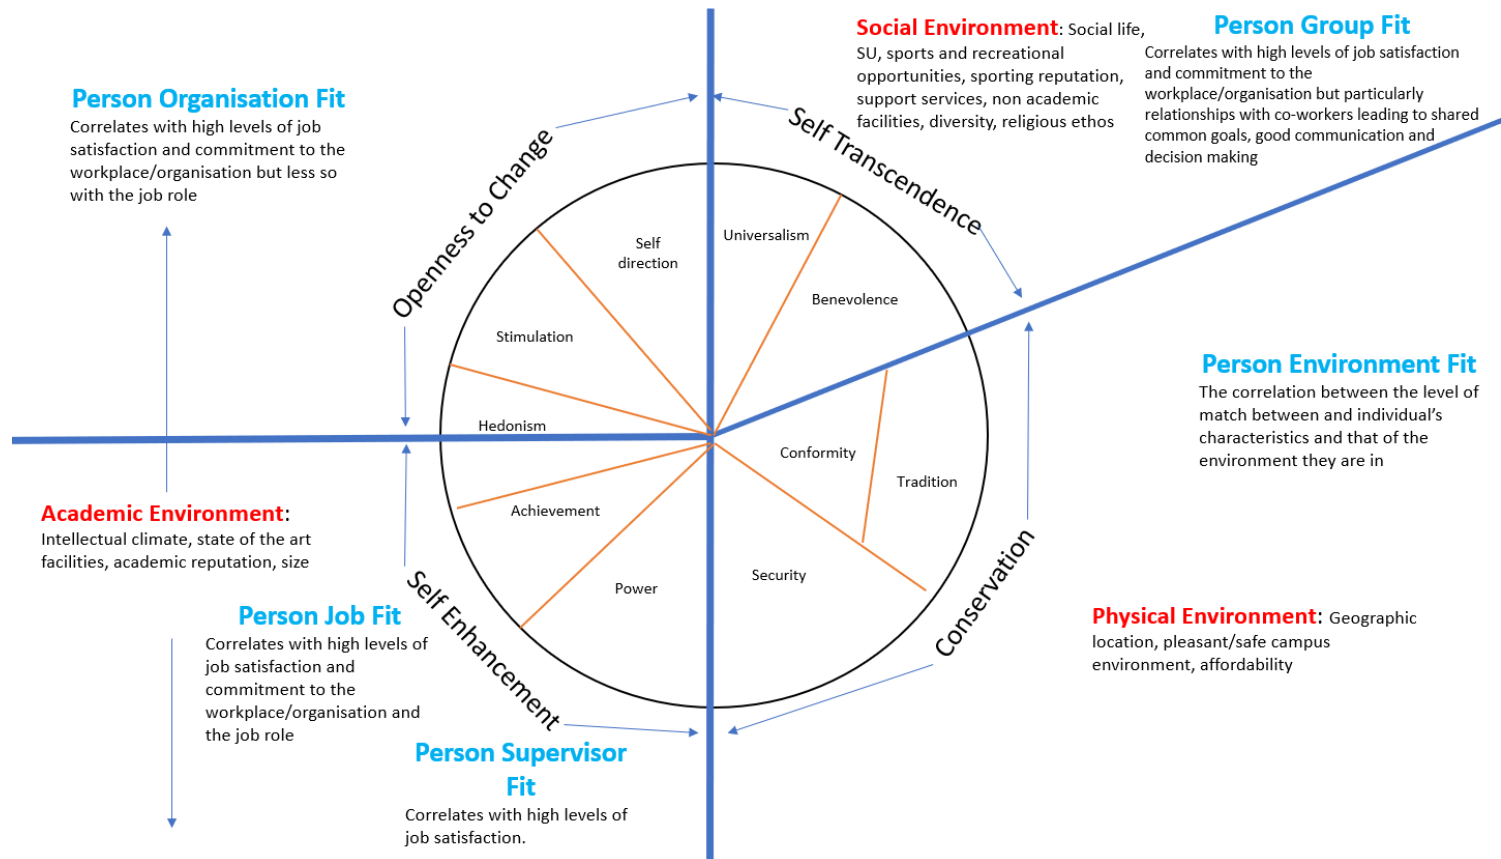 Person Organisation Fit
Correlates with high levels of job
satisfaction and commitment to the
workplace/organisation but less so
with the job role
Social Environment: Social life,
SU, sports and recreational
opportunities, sporting reputation,
support services, non academic
facilities, diversity, religious ethos
Person Group Fit
Correlates with high levels of job satisfaction
and commitment to the
workplace/organisation but particularly
relationships with co-workers leading to shared
common goals, good communication and
decision making
Openness to Change
Self Transcendence
Self
direction
Universalism
Benevolence
Stimulation
Hedonism
Conformity
Tradition
Achievement
Power
Security
Person Environment Fit
The correlation between the level of
match between and individual's
characteristics and that of the
environment they are in
Academic Environment:
Intellectual climate, state of the art
facilities, academic reputation, size
Self Enhancement
Conservation
Person Job Fit
Correlates with high levels of
job satisfaction and
commitment to the
workplace/organisation and
the job role
Physical Environment: Geographic
location, pleasant/safe campus
environment, affordability
Person Supervisor
Fit
Correlates with high levels of
job satisfaction.